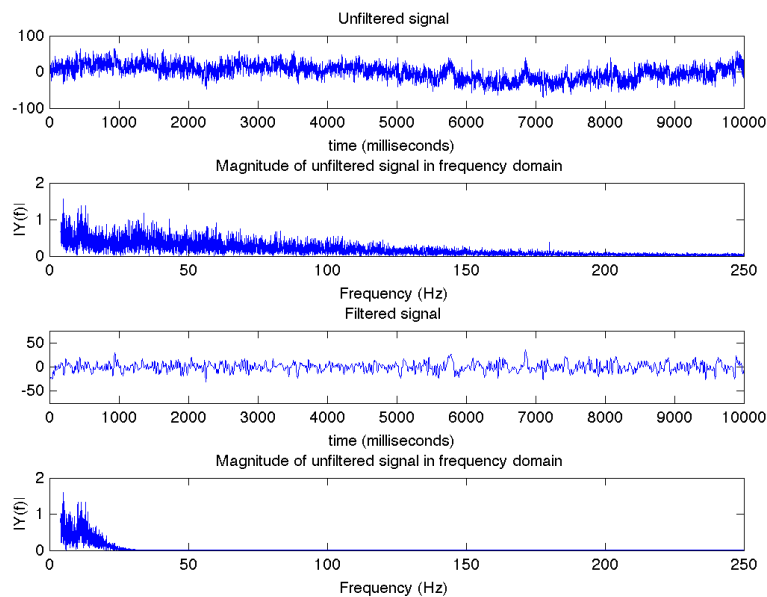 Unfiltered signal
100
0
-100
0 1000 2000 3000 4000 5000 6000 7000 8000 9000 10000
time (milliseconds)
Magnitude of unfiltered signal in frequency domain
2
1
0
|Y(f)|
0 50 100 150 200 250
Frequency (Hz)
Filtered signal
50
0
-50
0 1000 2000 3000 4000 5000 6000 7000 8000 9000 10000
time (milliseconds)
Magnitude of unfiltered signal in frequency domain
2
1
0
|Y(f)|
0 50 100 150 200 250
Frequency (Hz)